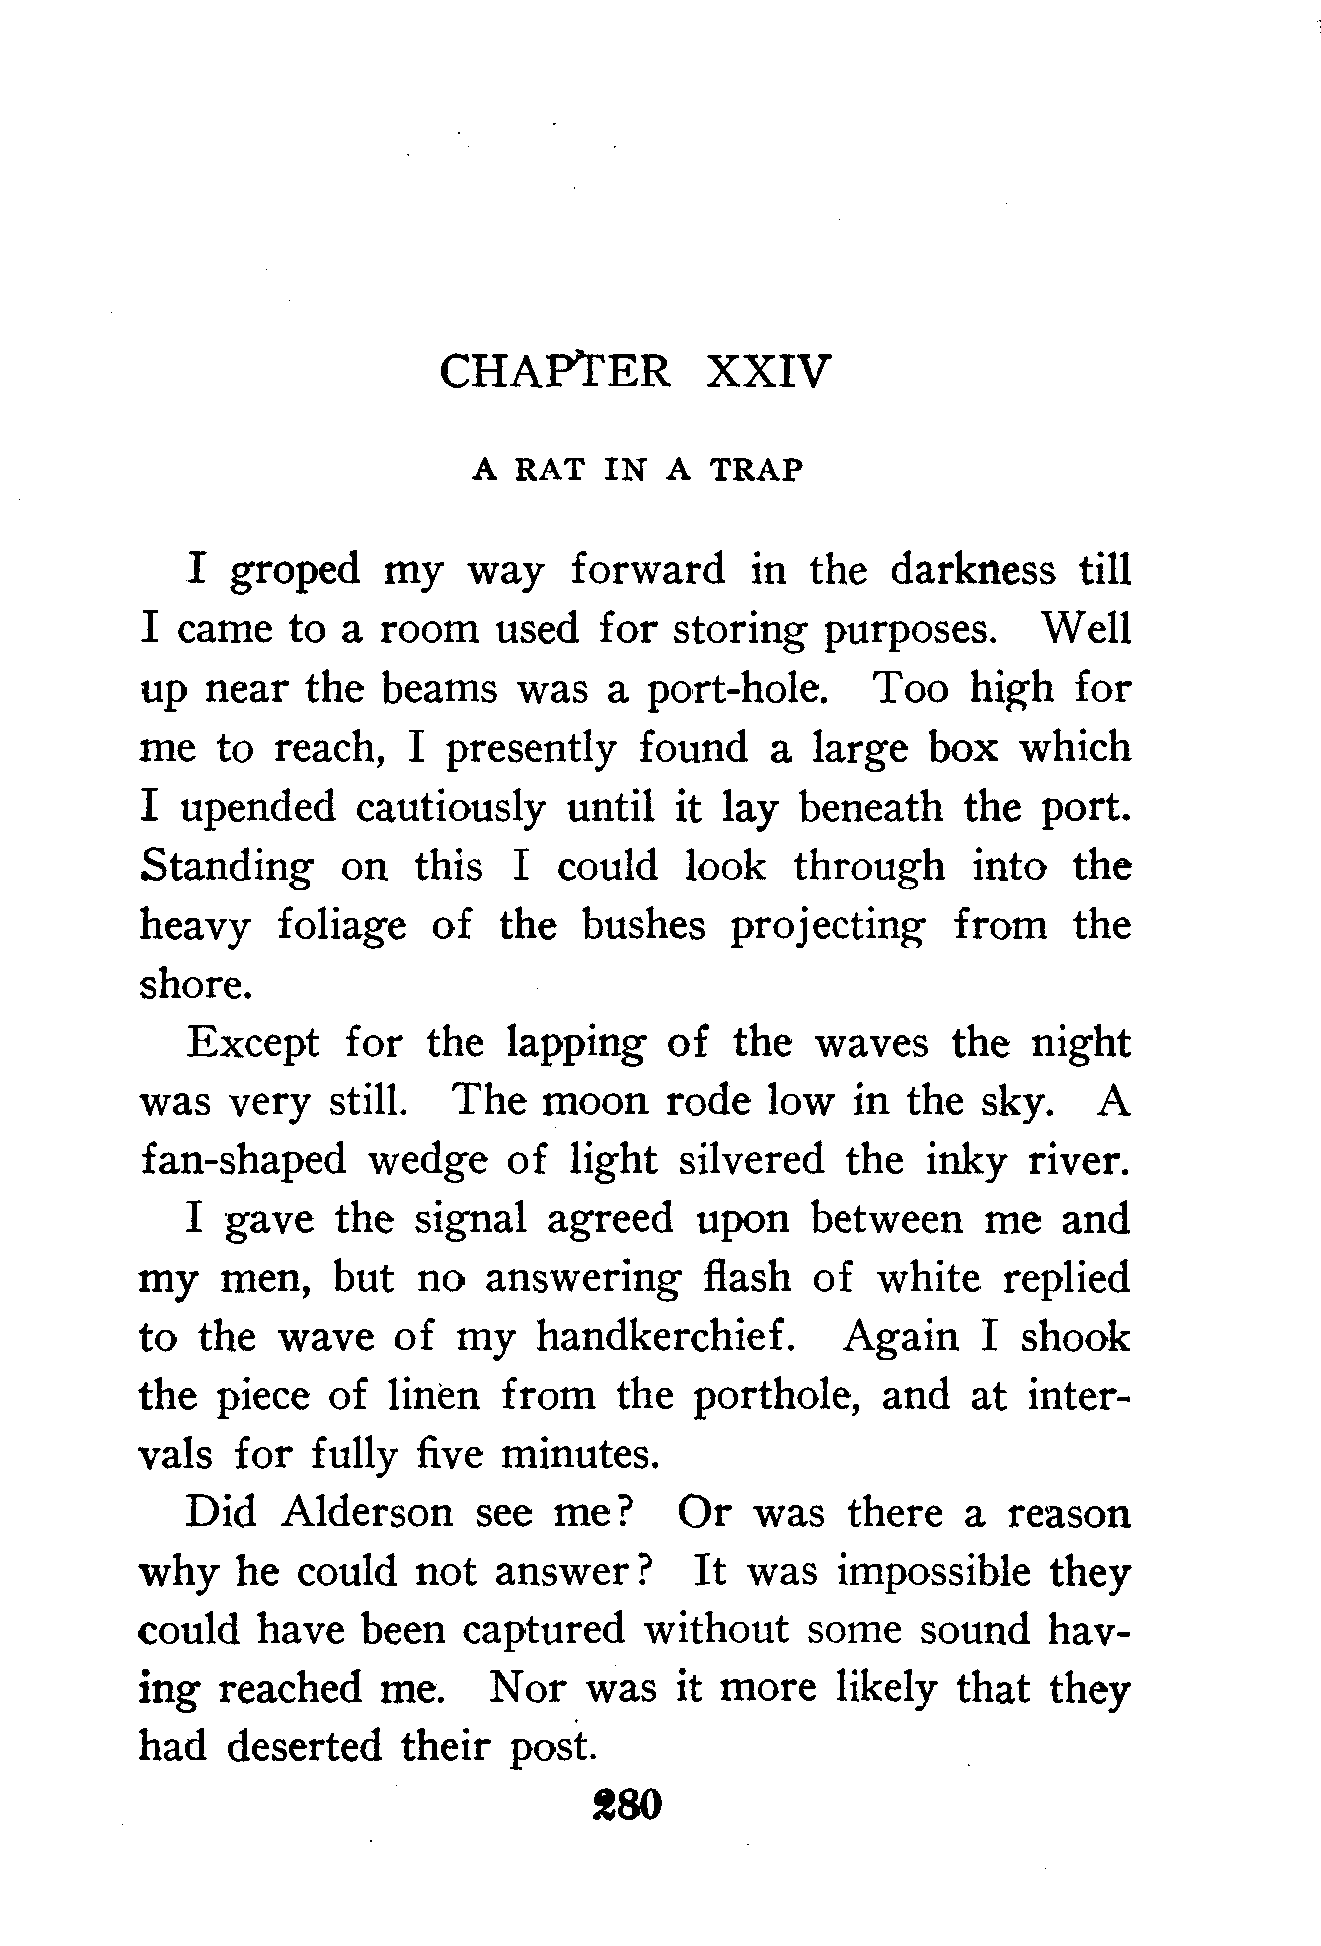 CHAPTER XXIV
A RAT IN A TRAP
I groped my way forward in the darkness till
I came to a room used for storing purposes. Well
up near the beams was a port-hole. Too high for
me to reach, I presently found a large box which
I upended cautiously until it lay beneath the port.
Standing on this I could look through into the
heavy foliage of the bushes projecting from the
shore.
Except for the lapping of the waves the night
was very still. The moon rode low in the sky. A
fan-shaped wedge of light silvered the inky river.
I gave the signal agreed upon between me and
my men, but no answering flash of white replied
to the wave of my handkerchief. Again I shook
the piece of linen from the porthole, and at inter-
vals for fully five minutes.
Did Alderson see me? Or was there a reason
why he could not answer? It was impossible they
could have been captured without some sound hav-
ing reached me. Nor was it more likely that they
had deserted their post.
280